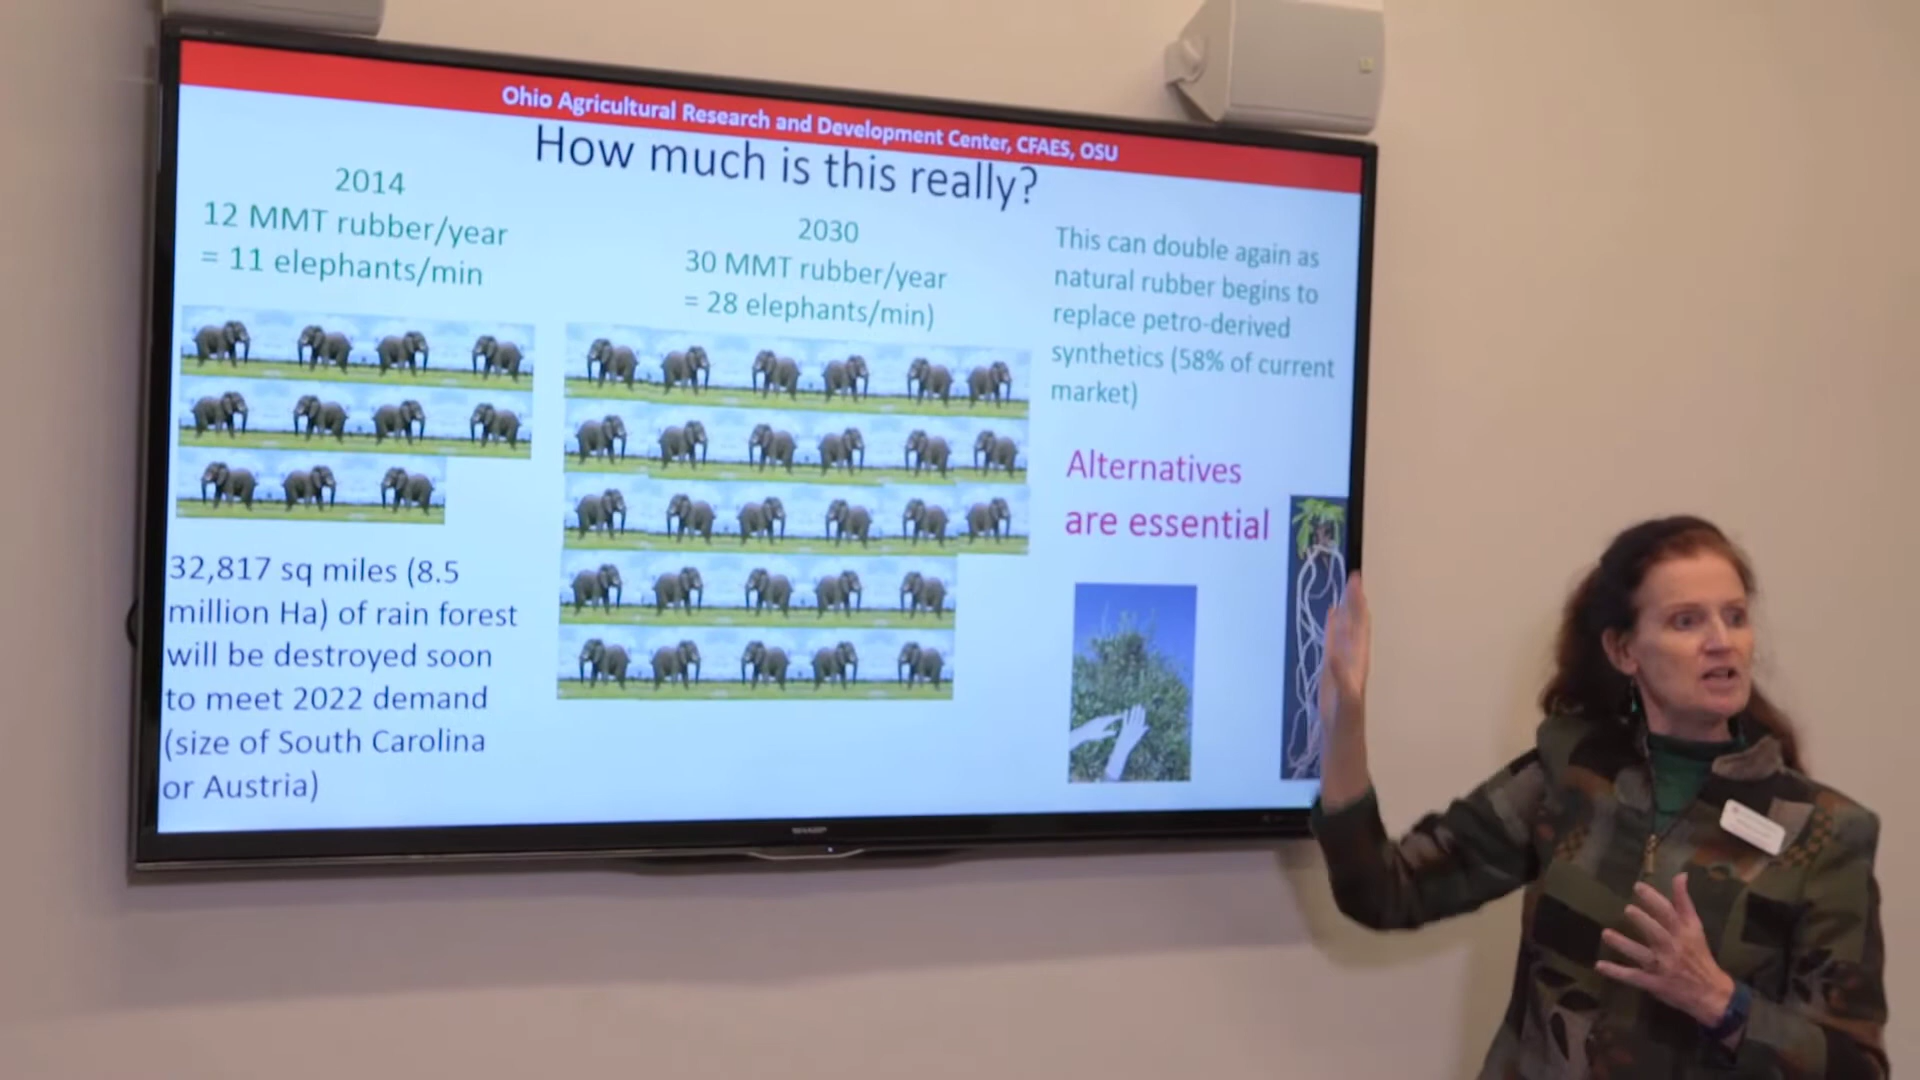 Ohio Agricultural Research and Development Center, CFAES, OSU
How much is this really?
2014
12 MMT rubber/year
= 11 elephants/min
32,817 sq miles (8.5
million Ha) of rain forest
will be destroyed soon
to meet 2022 demand
(size of South Carolina
or Austria)
2030
30 MMT rubber/year
= 28 elephants/min)
This can double again as
natural rubber begins to
replace petro-derived
synthetics (58% of current
market)
Alternatives
are essential
SHARP